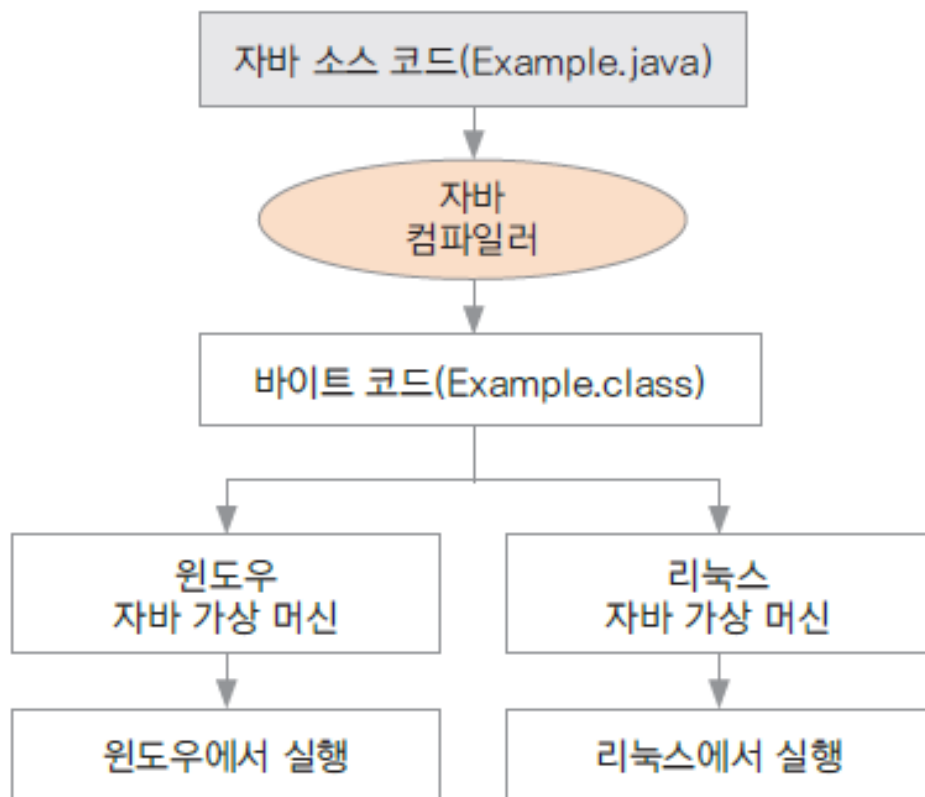 자바 소스 코드(Example.java)
자바
컴파일러
바이트 코드(Example.class)
윈도우
자바 가상 머신
리눅스
자바 가상 머신
윈도우에서 실행
리눅스에서 실행